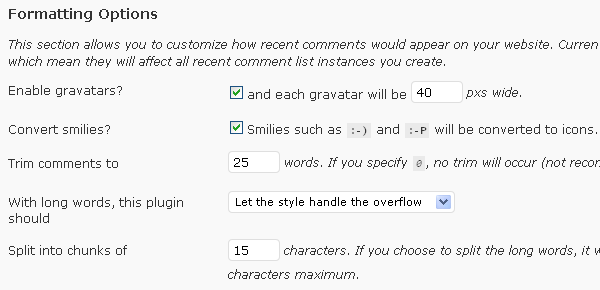 Formatting Options
This section allows you to customize how recent comments would appear on your website. Curren
which mean they will affect all recent comment list instances you create.
Enable gravatars? and each gravatar will be 40 pxs wide.
Convert smilies? Smilies such as :-) and :-P will be converted to icons.
Trim comments to 25 words. If you specify 0, no trim will occur (not recon
With long words, this plugin should Let the style handle the overflow
Split into chunks of 15 characters. If you choose to split the long words, it w
characters maximum.